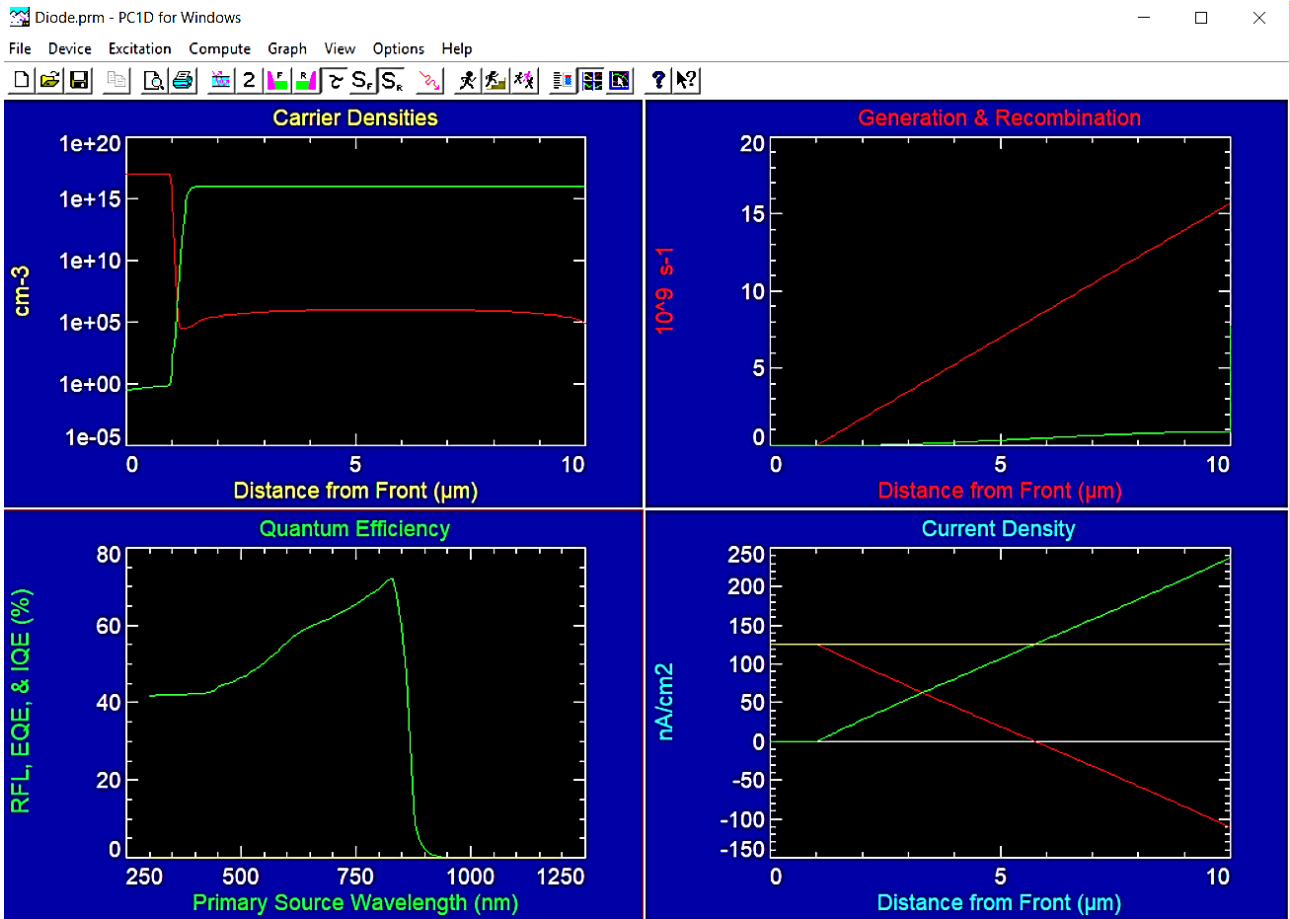 Diode.prm - PC1D for Windows
File Device Excitation Compute Graph View Options Help
2 F R τ SF SR ? ?
Carrier Densities
1e+20
1e+15
1e+10
1e+05
1e+00
1e-05
cm-3
0 5 10
Distance from Front (µm)
Generation & Recombination
20
15
10
5
0
10^9 s-1
0 5 10
Distance from Front (µm)
Quantum Efficiency
80
60
40
20
0
RFL, EQE, & IQE (%)
250 500 750 1000 1250
Primary Source Wavelength (nm)
Current Density
250
200
150
100
50
0
-50
-100
-150
nA/cm2
0 5 10
Distance from Front (µm)